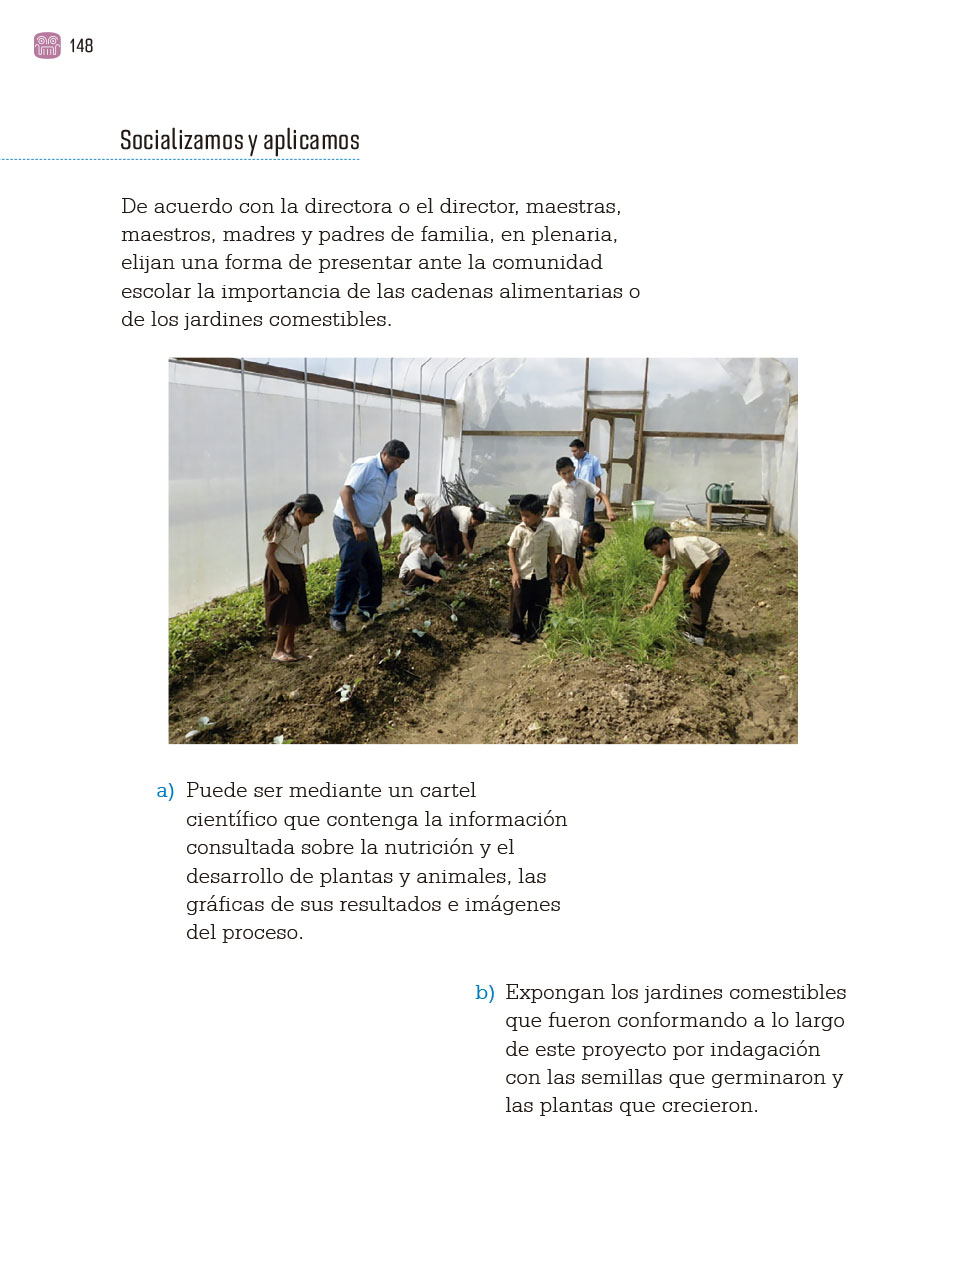 148
Socializamos y aplicamos
De acuerdo con la directora o el director, maestras,
maestros, madres y padres de familia, en plenaria,
elijan una forma de presentar ante la comunidad
escolar la importancia de las cadenas alimentarias o
de los jardines comestibles.
a) Puede ser mediante un cartel
científico que contenga la información
consultada sobre la nutrición y el
desarrollo de plantas y animales, las
gráficas de sus resultados e imágenes
del proceso.
b) Expongan los jardines comestibles
que fueron conformando a lo largo
de este proyecto por indagación
con las semillas que germinaron y
las plantas que crecieron.